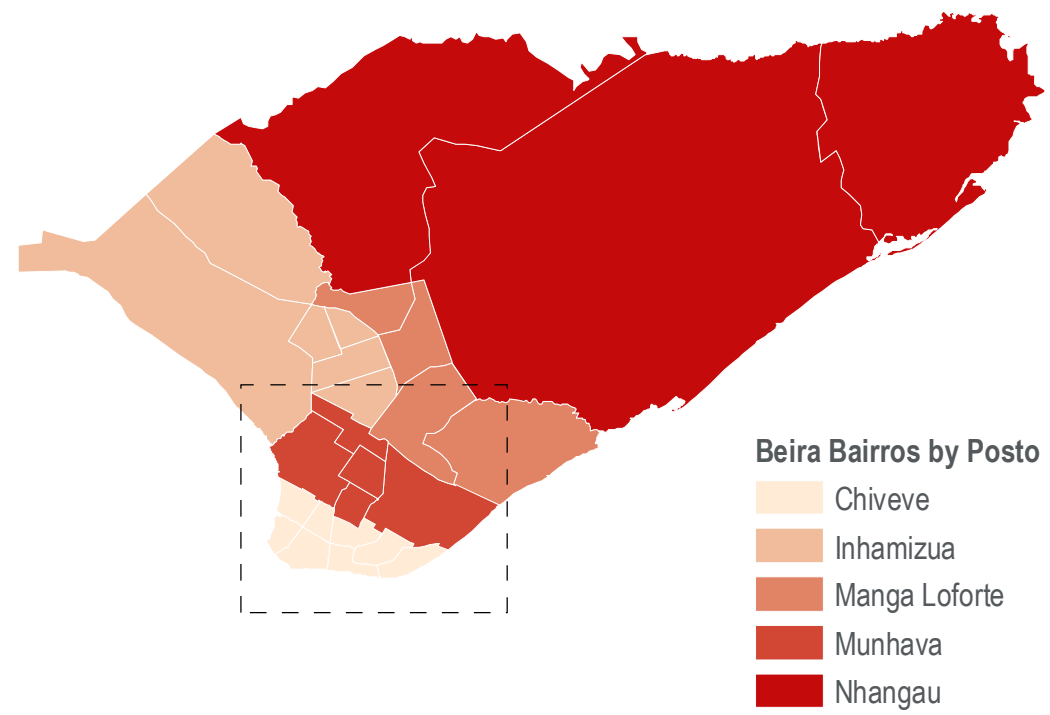 Beira Bairros by Posto
Chiveve
Inhamizua
Manga Loforte
Munhava
Nhangau